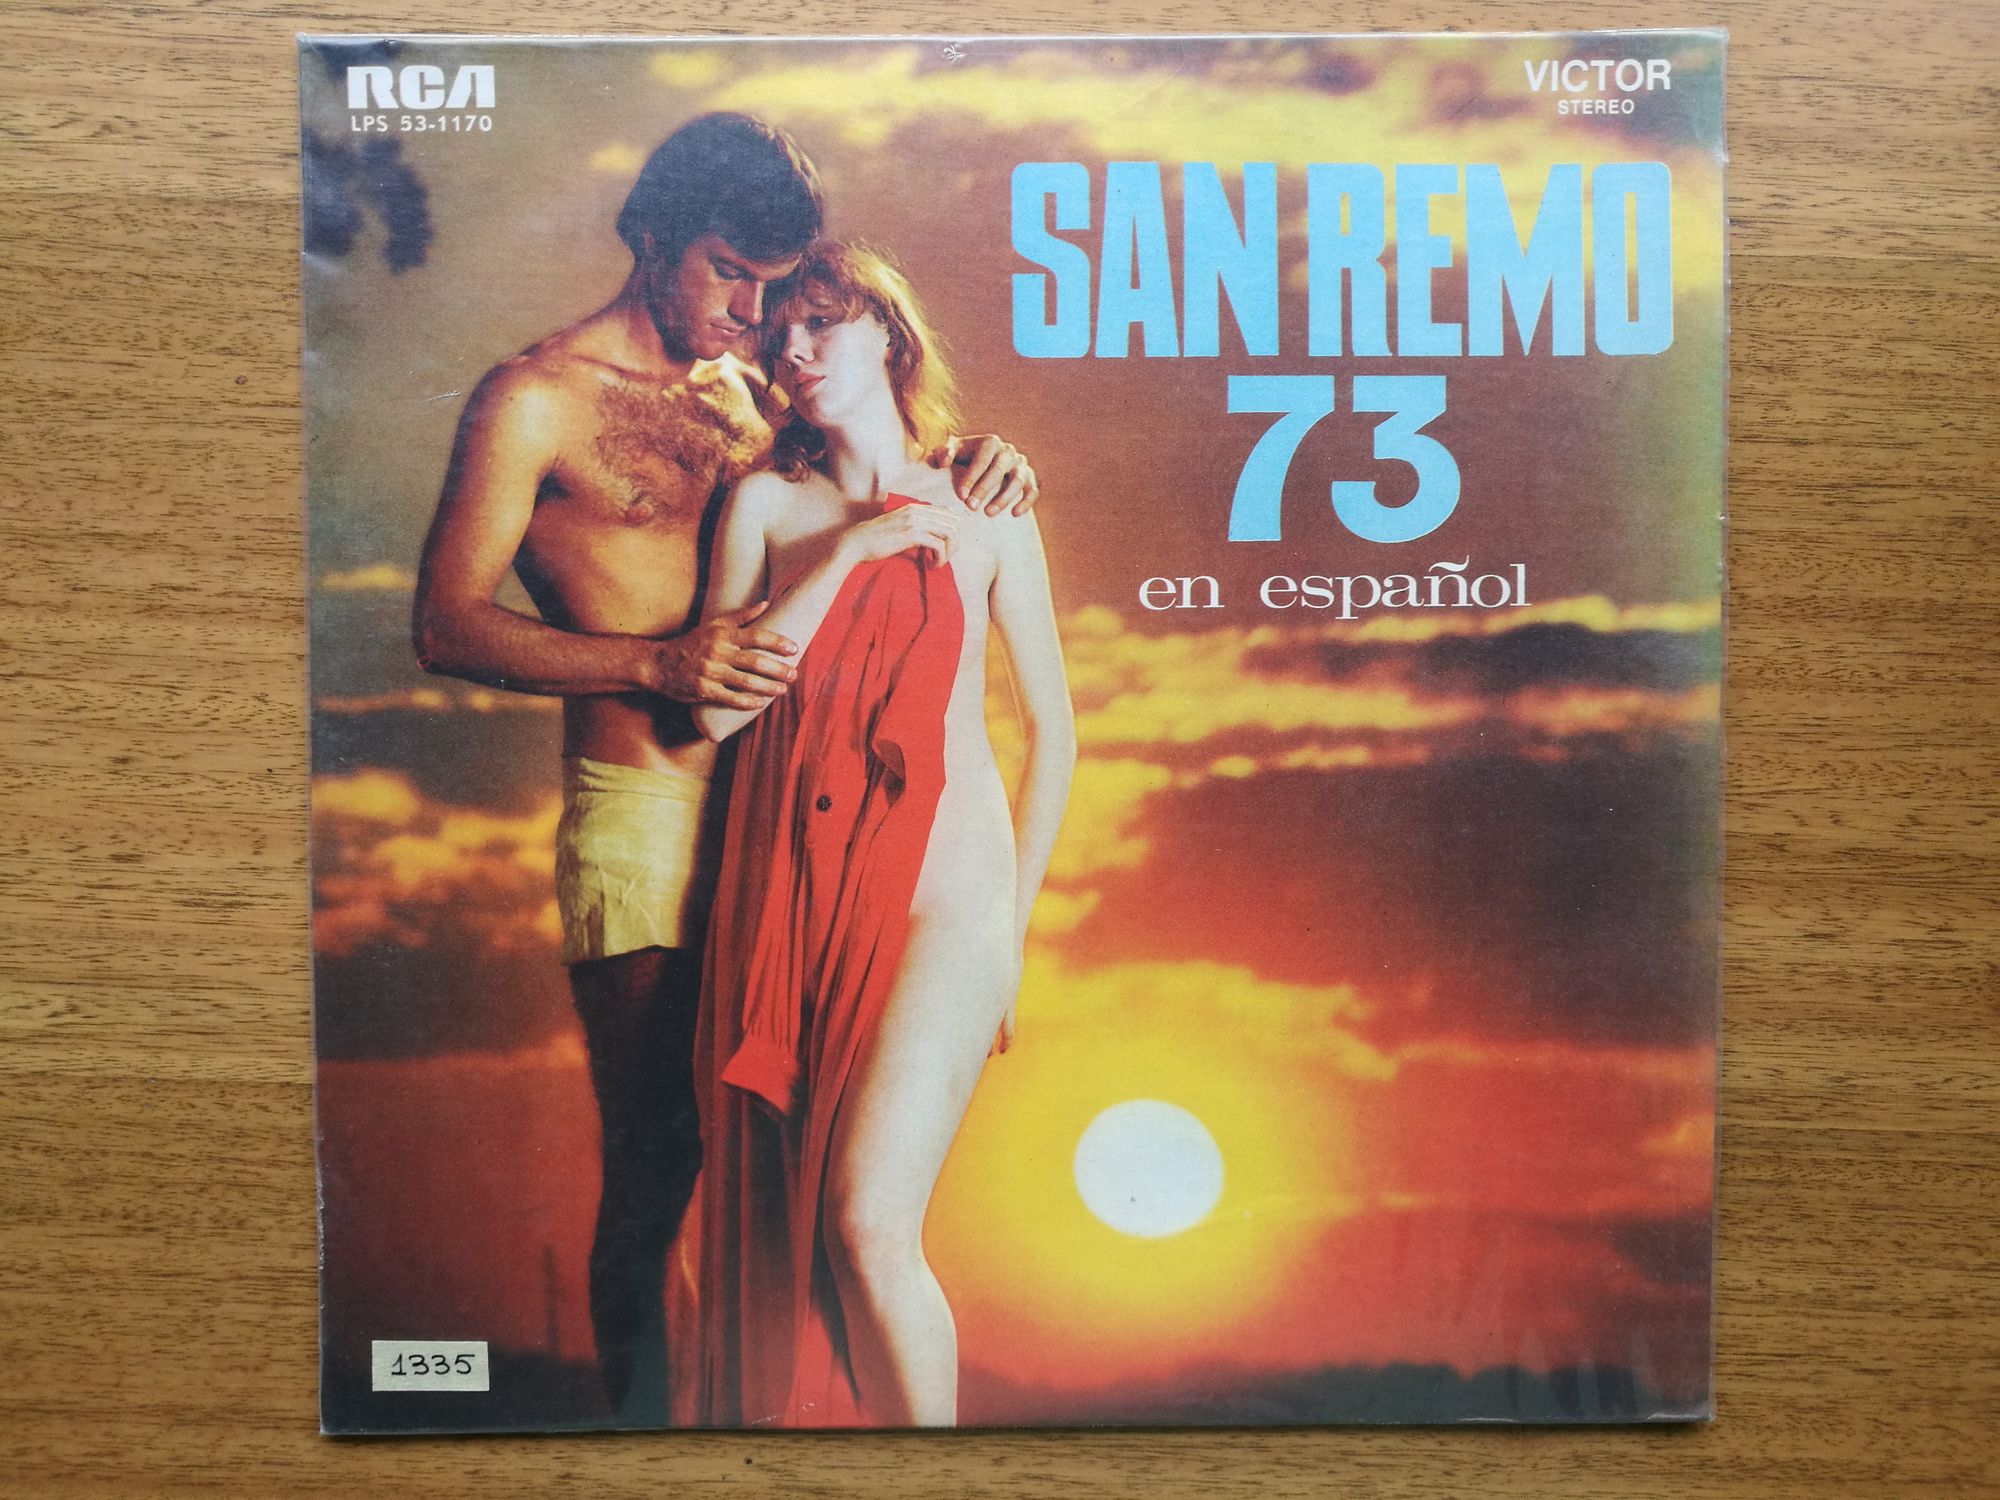 RCA
LPS 53-1170
VICTOR
STEREO
SAN REMO
73
en español
1335